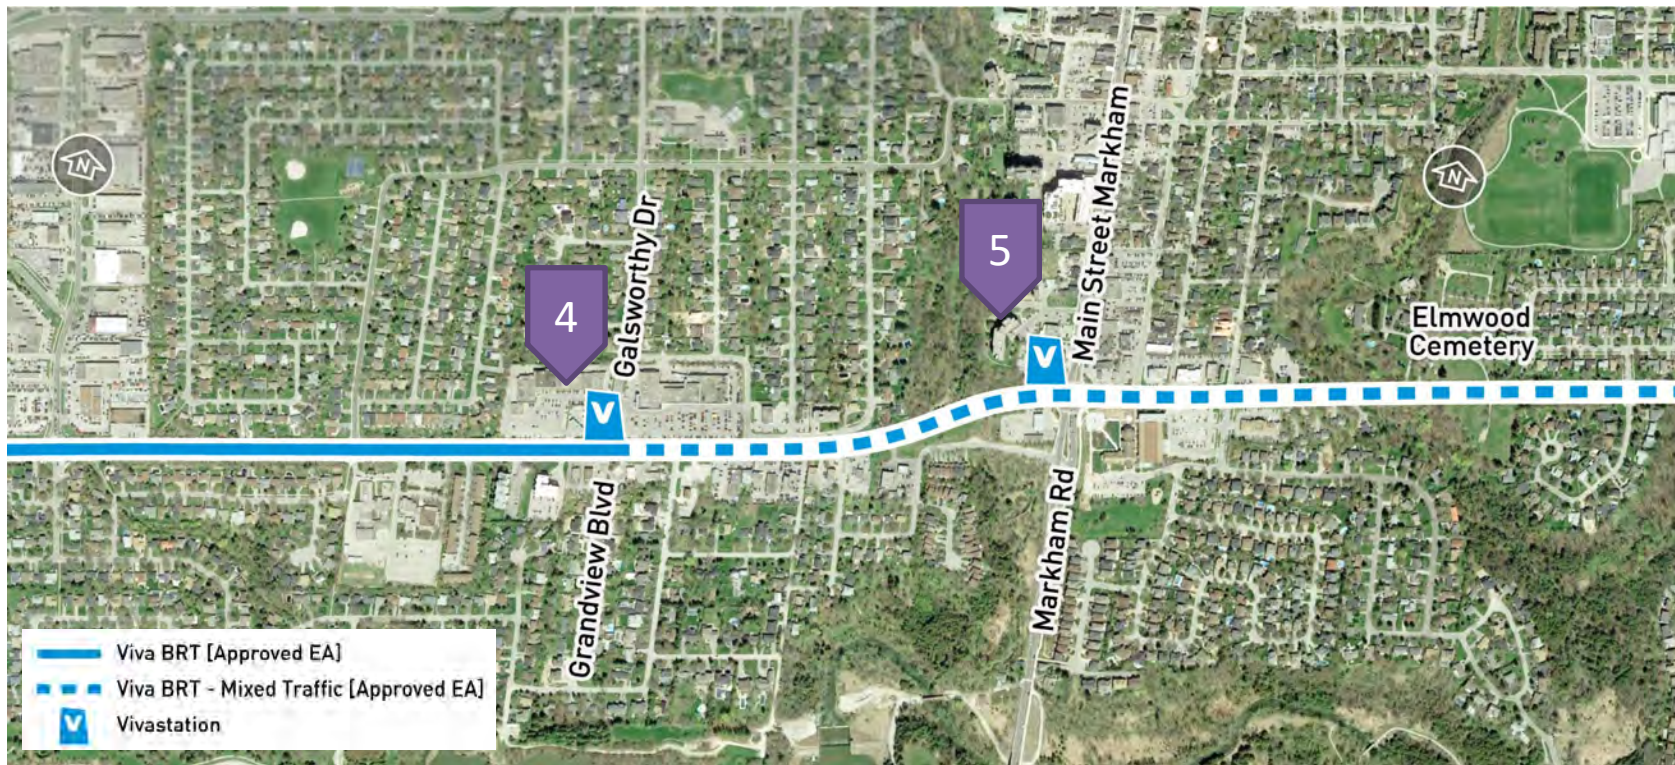 N
N
Main Street Markham
Galsworthy Dr
5
4
V
Elmwood
Cemetery
V
Grandview Blvd
Markham Rd
Viva BRT [Approved EA]
Viva BRT - Mixed Traffic [Approved EA]
V
Vivastation